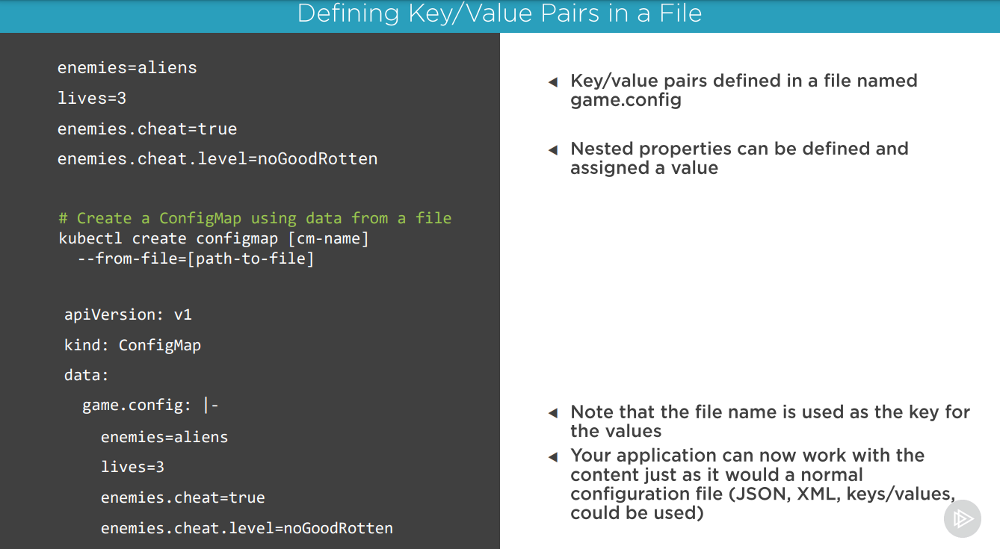 Defining Key/Value Pairs in a File
enemies=aliens
lives=3
enemies.cheat=true
enemies.cheat.level=noGoodRotten
# Create a ConfigMap using data from a file
kubectl create configmap [cm-name]
--from-file=[path-to-file]
apiVersion: v1
kind: ConfigMap
data:
game.config: |-
enemies=aliens
lives=3
enemies.cheat=true
enemies.cheat.level=noGoodRotten
Key/value pairs defined in a file named
game.config
Nested properties can be defined and
assigned a value
Note that the file name is used as the key for
the values
Your application can now work with the
content just as it would a normal
configuration file (JSON, XML, keys/values,
could be used)